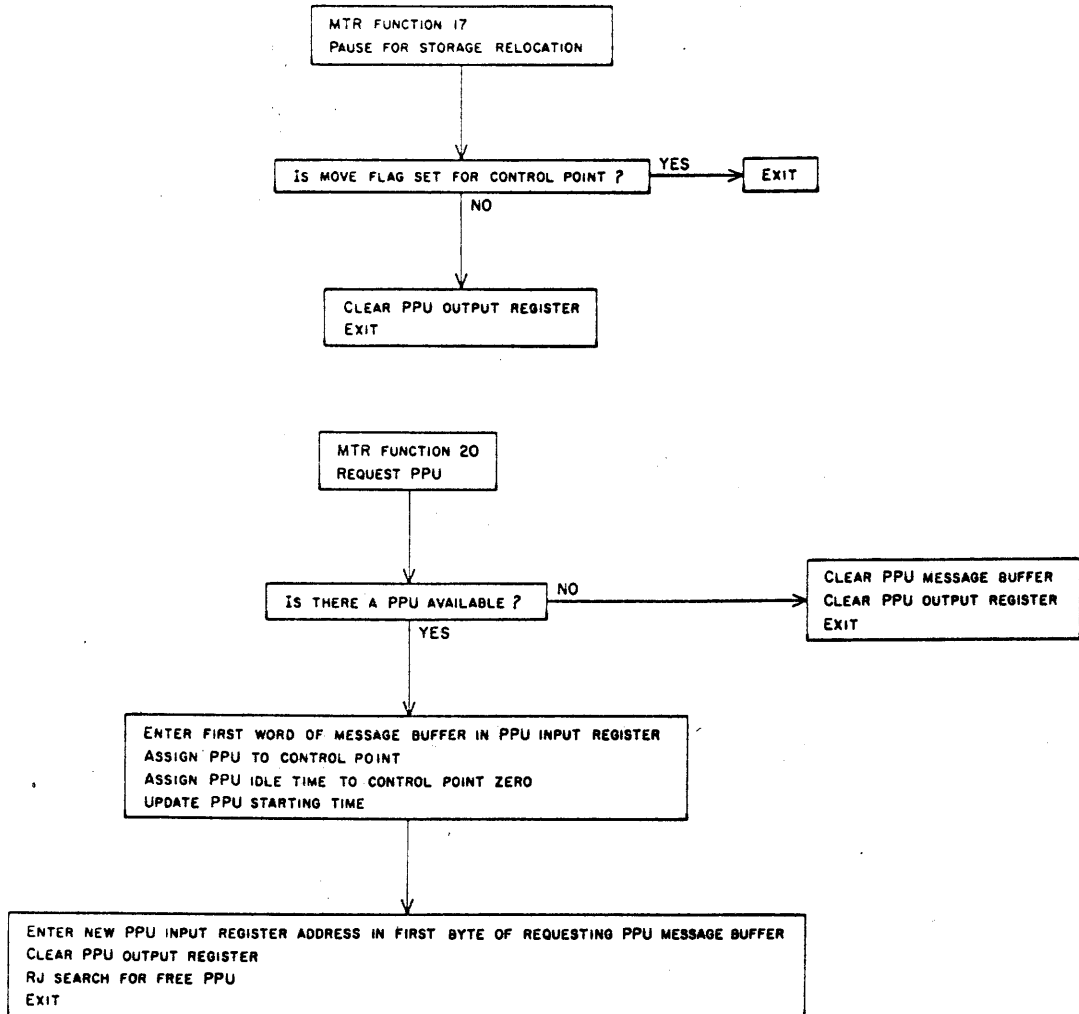 MTR FUNCTION 17
PAUSE FOR STORAGE RELOCATION
IS MOVE FLAG SET FOR CONTROL POINT ?
YES
EXIT
NO
CLEAR PPU OUTPUT REGISTER
EXIT
MTR FUNCTION 20
REQUEST PPU
IS THERE A PPU AVAILABLE ?
NO
CLEAR PPU MESSAGE BUFFER
CLEAR PPU OUTPUT REGISTER
EXIT
YES
ENTER FIRST WORD OF MESSAGE BUFFER IN PPU INPUT REGISTER
ASSIGN PPU TO CONTROL POINT
ASSIGN PPU IDLE TIME TO CONTROL POINT ZERO
UPDATE PPU STARTING TIME
ENTER NEW PPU INPUT REGISTER ADDRESS IN FIRST BYTE OF REQUESTING PPU MESSAGE BUFFER
CLEAR PPU OUTPUT REGISTER
RJ SEARCH FOR FREE PPU
EXIT